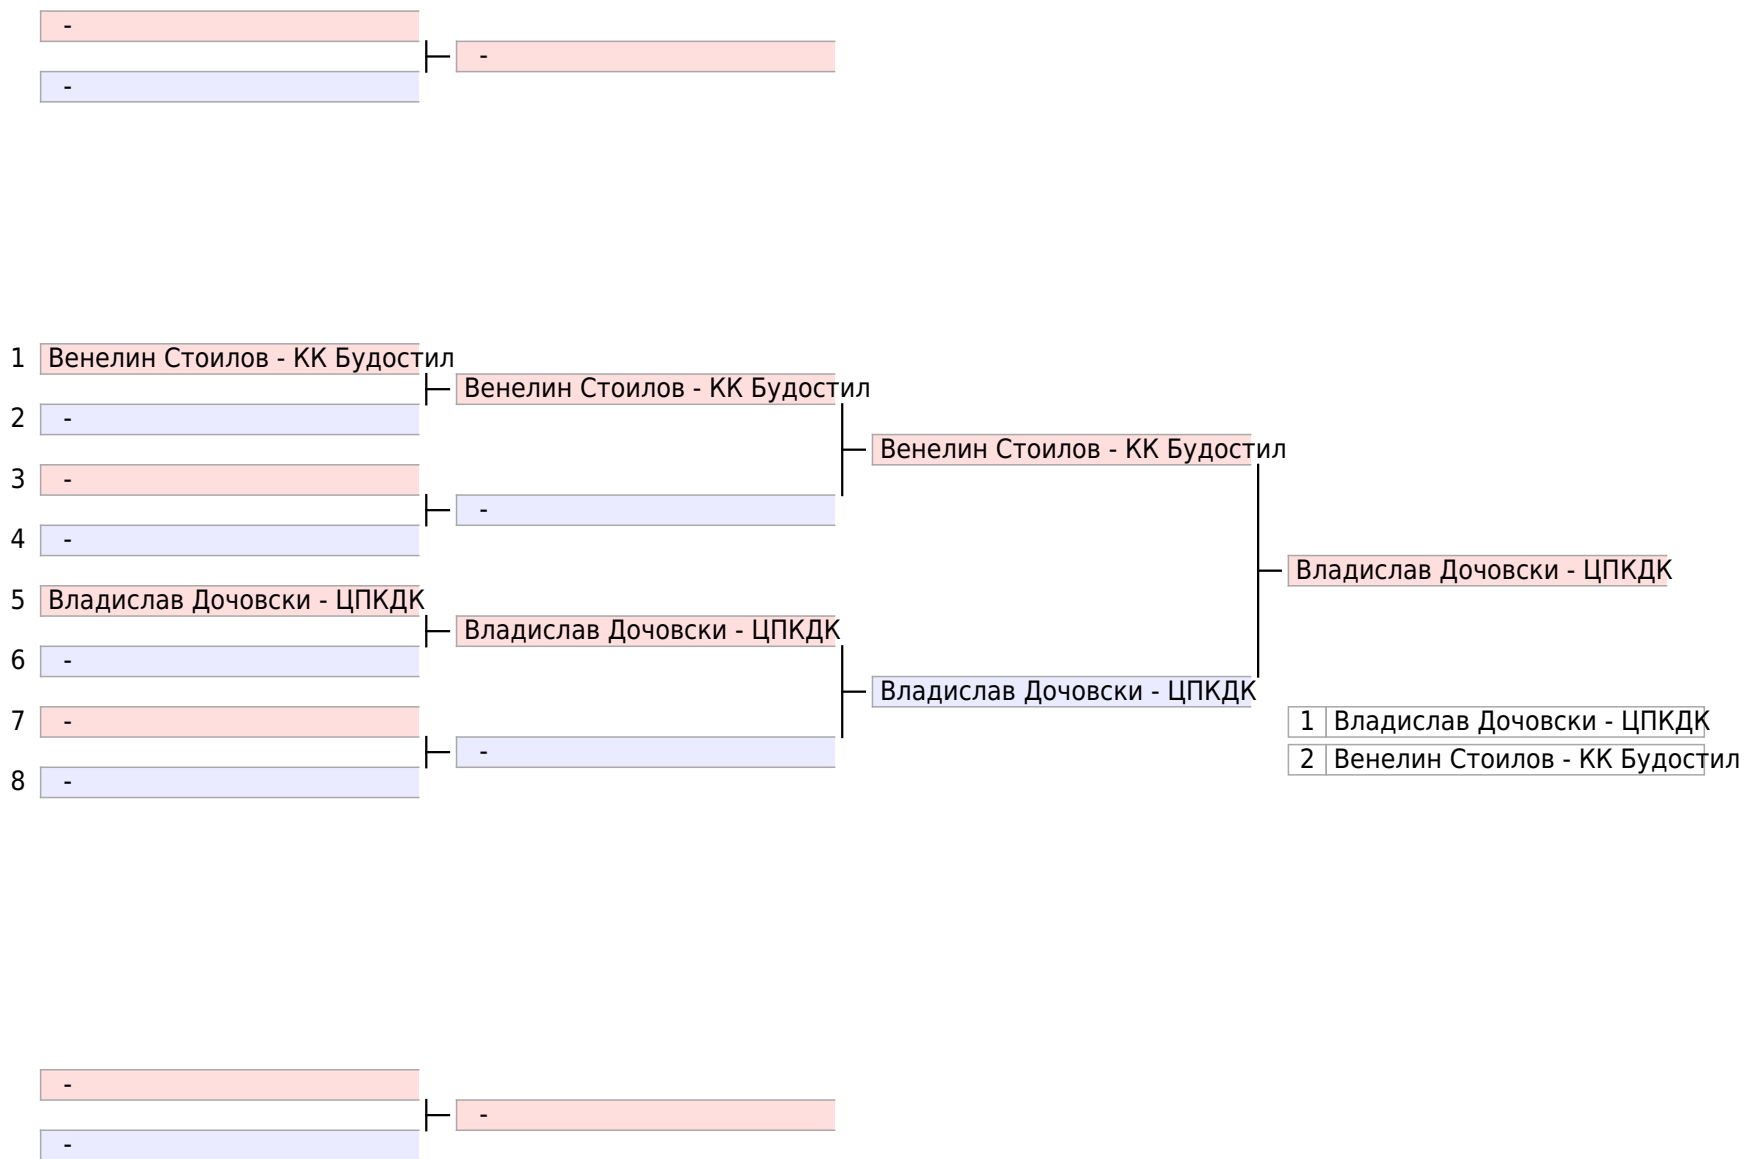 -
-
-
1 Венелин Стоилов - КК Будостил
Венелин Стоилов - КК Будостил
2 -
Венелин Стоилов - КК Будостил
3 -
-
4 -
Владислав Дочовски - ЦПКДК
5 Владислав Дочовски - ЦПКДК
Владислав Дочовски - ЦПКДК
6 -
Владислав Дочовски - ЦПКДК
7 -
1 Владислав Дочовски - ЦПКДК
-
2 Венелин Стоилов - КК Будостил
8 -
-
-
-